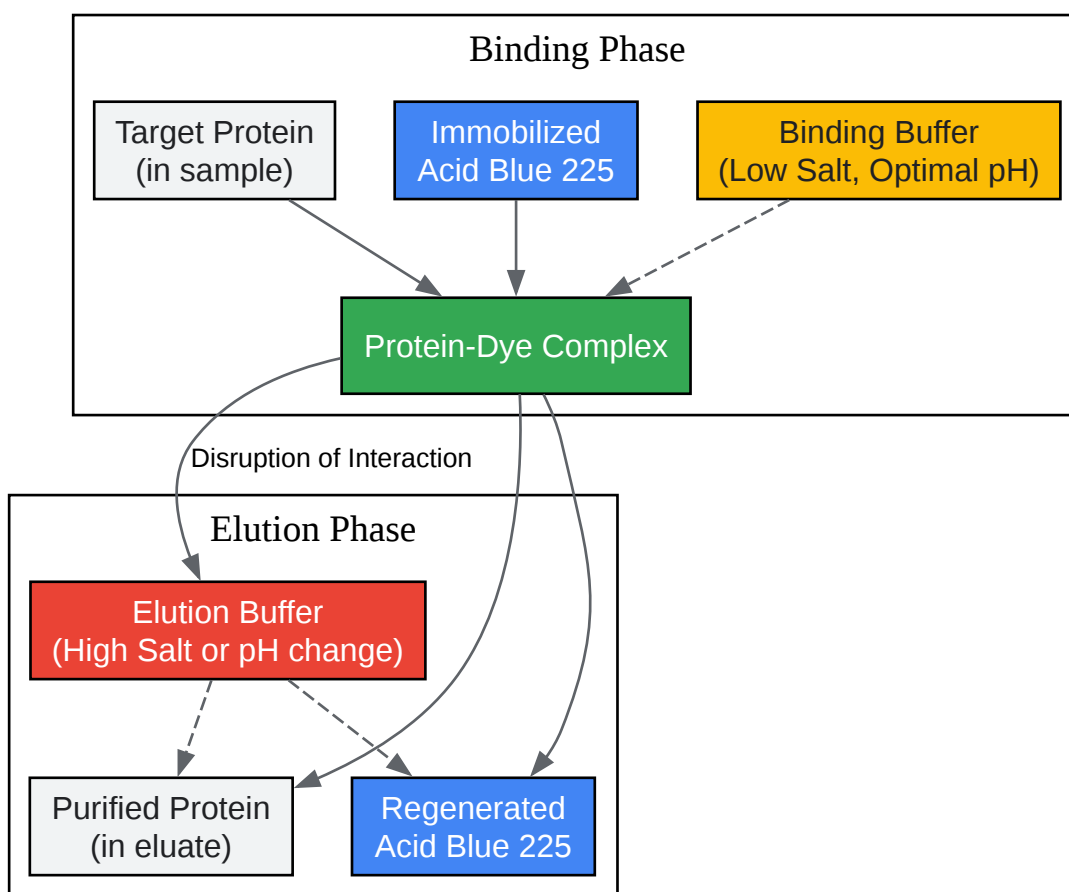 Binding Phase
Target Protein
(in sample)
Immobilized
Acid Blue 225
Binding Buffer
(Low Salt, Optimal pH)
Protein-Dye Complex
Disruption of Interaction
Elution Phase
Elution Buffer
(High Salt or pH change)
Purified Protein
(in eluate)
Regenerated
Acid Blue 225